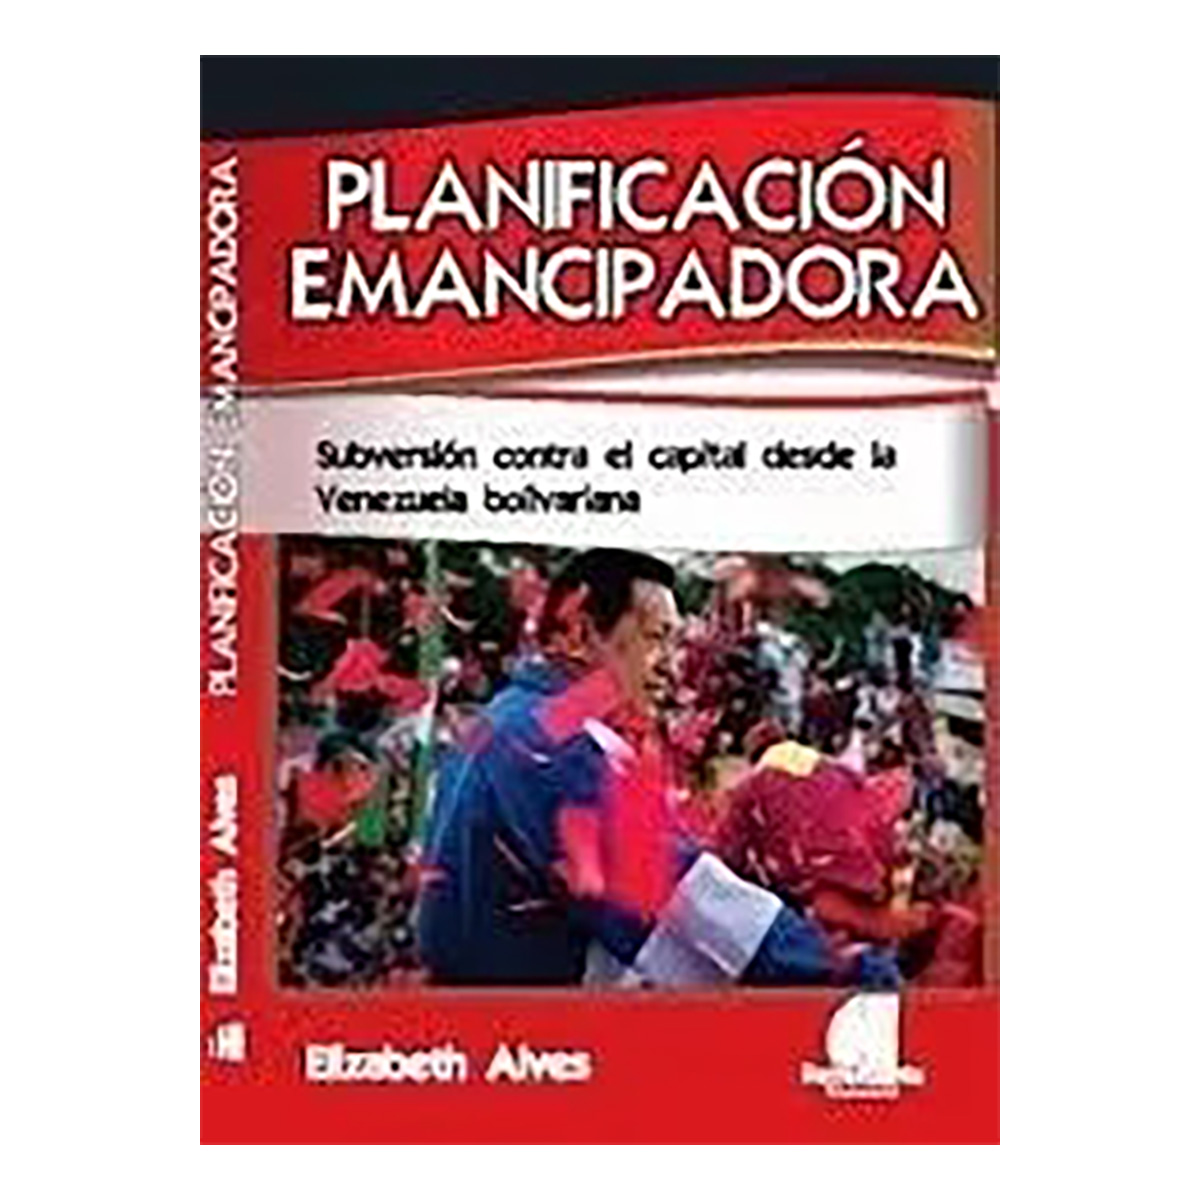 PLANIFICACIÓN
EMANCIPADORA
Subversión contra el capital desde la
Venezuela bolivariana
Elizabeth Alves
PLANIFICACIÓN EMANCIPADORA
Elizabeth Alves